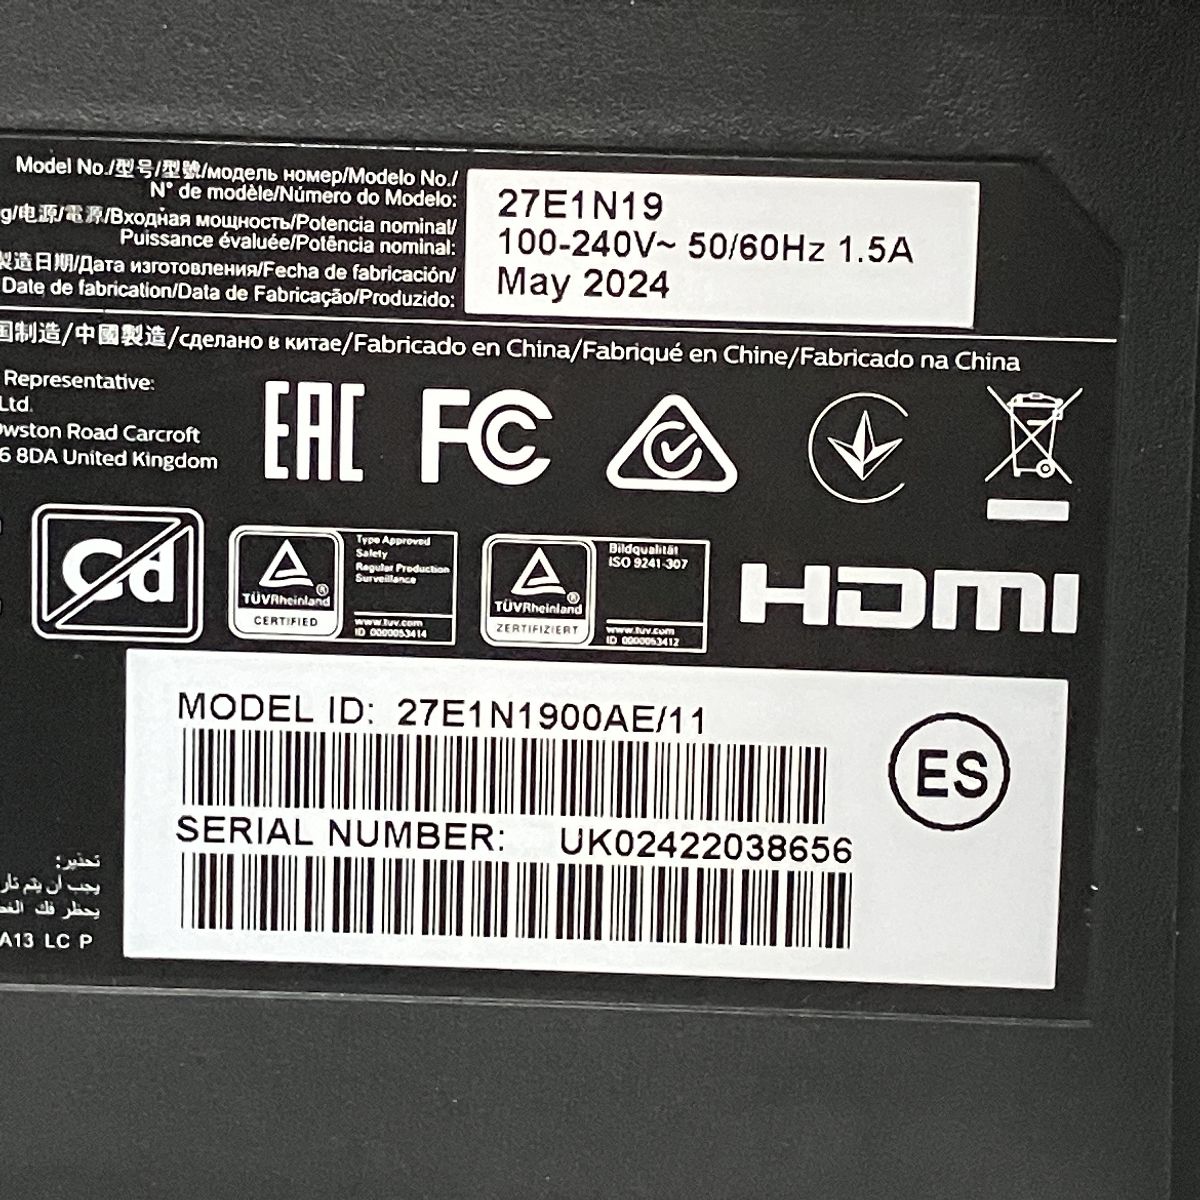 Model No./型号/型號/модель номер/Modelo No./
N° de modèle/Número do Modelo:
27E1N19
g/电源/電源/Входная мощность/Potencia nominal/
Puissance évaluée/Potência nominal:
100-240V~ 50/60Hz 1.5A
製造日期/Дата изготовления/Fecha de fabricación/
Date de fabrication/Data de Fabricação/Produzido:
May 2024
国制造/中國製造/сделано в китае/Fabricado en China/Fabriqué en Chine/Fabricado na China
Representative:
Ltd.
wston Road Carcroft
6 8DA United Kingdom
EAC
FC
Cd
TÜVRheinland
CERTIFIED
Type Approved
Safety
Regular Production
Surveillance
www.tuv.com
ID 0000053414
TÜVRheinland
ZERTIFIZIERT
Bildqualität
ISO 9241-307
www.tuv.com
ID 0000053412
HDMI
MODEL ID: 27E1N1900AE/11
ES
SERIAL NUMBER: UK02422038656
تحذير:
يجب أن يتم
يحظر فك
A13 LC P